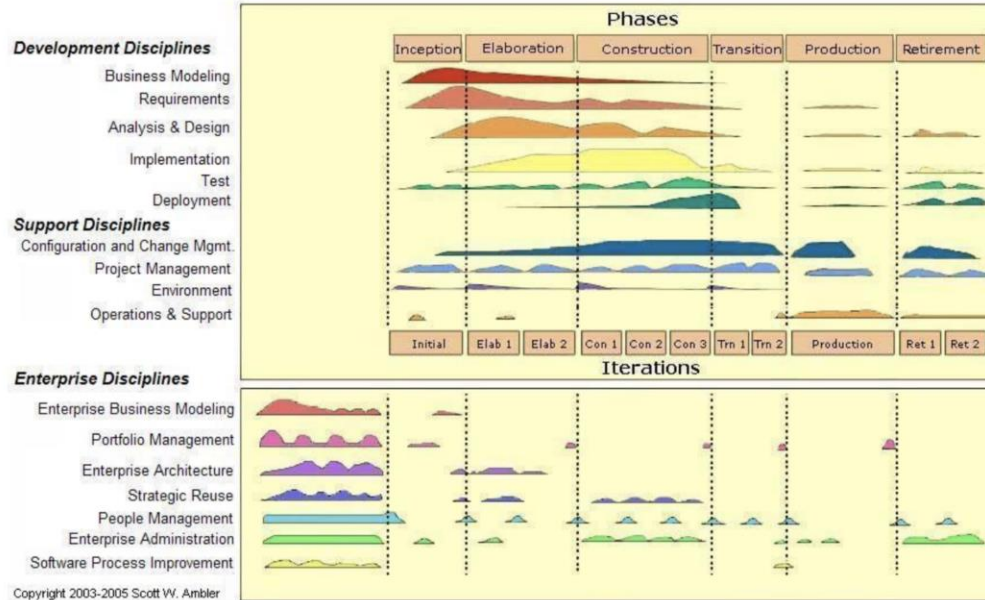 Phases
Development Disciplines
Inception Elaboration Construction Transition Production Retirement
Business Modeling
Requirements
Analysis & Design
Implementation
Test
Deployment
Support Disciplines
Configuration and Change Mgmt.
Project Management
Environment
Operations & Support
Initial Elab 1 Elab 2 Con 1 Con 2 Con 3 Trn 1 Trn 2 Production Ret 1 Ret 2
Iterations
Enterprise Disciplines
Enterprise Business Modeling
Portfolio Management
Enterprise Architecture
Strategic Reuse
People Management
Enterprise Administration
Software Process Improvement
Copyright 2003-2005 Scott W. Ambler